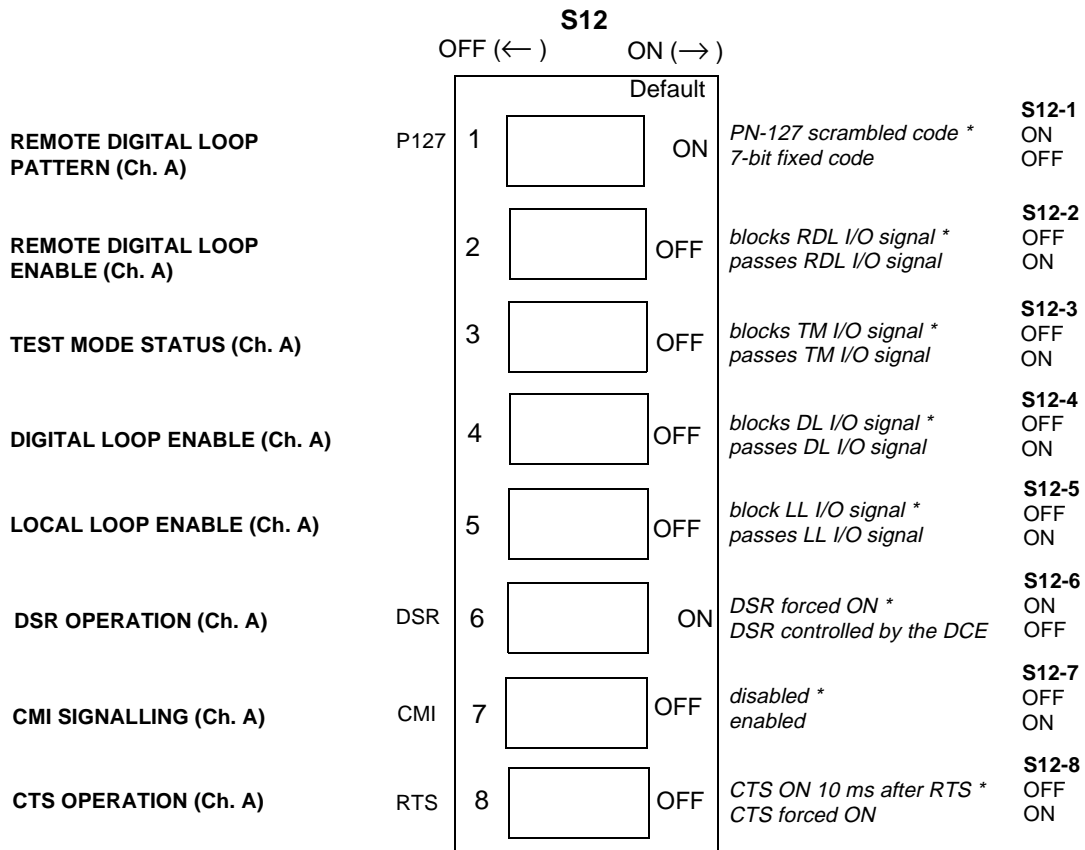 S12
OFF (← ) ON (→ )
Default
REMOTE DIGITAL LOOP
PATTERN (Ch. A)
P127 1 ON
PN-127 scrambled code *
7-bit fixed code
S12-1
ON
OFF
REMOTE DIGITAL LOOP
ENABLE (Ch. A)
2 OFF
blocks RDL I/O signal *
passes RDL I/O signal
S12-2
OFF
ON
TEST MODE STATUS (Ch. A)
3 OFF
blocks TM I/O signal *
passes TM I/O signal
S12-3
OFF
ON
DIGITAL LOOP ENABLE (Ch. A)
4 OFF
blocks DL I/O signal *
passes DL I/O signal
S12-4
OFF
ON
LOCAL LOOP ENABLE (Ch. A)
5 OFF
block LL I/O signal *
passes LL I/O signal
S12-5
OFF
ON
DSR OPERATION (Ch. A)
DSR 6 ON
DSR forced ON *
DSR controlled by the DCE
S12-6
ON
OFF
CMI SIGNALLING (Ch. A)
CMI 7 OFF
disabled *
enabled
S12-7
OFF
ON
CTS OPERATION (Ch. A)
RTS 8 OFF
CTS ON 10 ms after RTS *
CTS forced ON
S12-8
OFF
ON